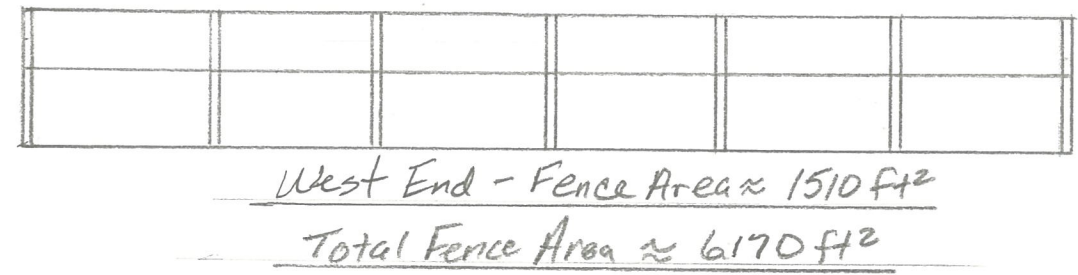 West End - Fence Area ≈ 1510 ft²
Total Fence Area ≈ 6170 ft²